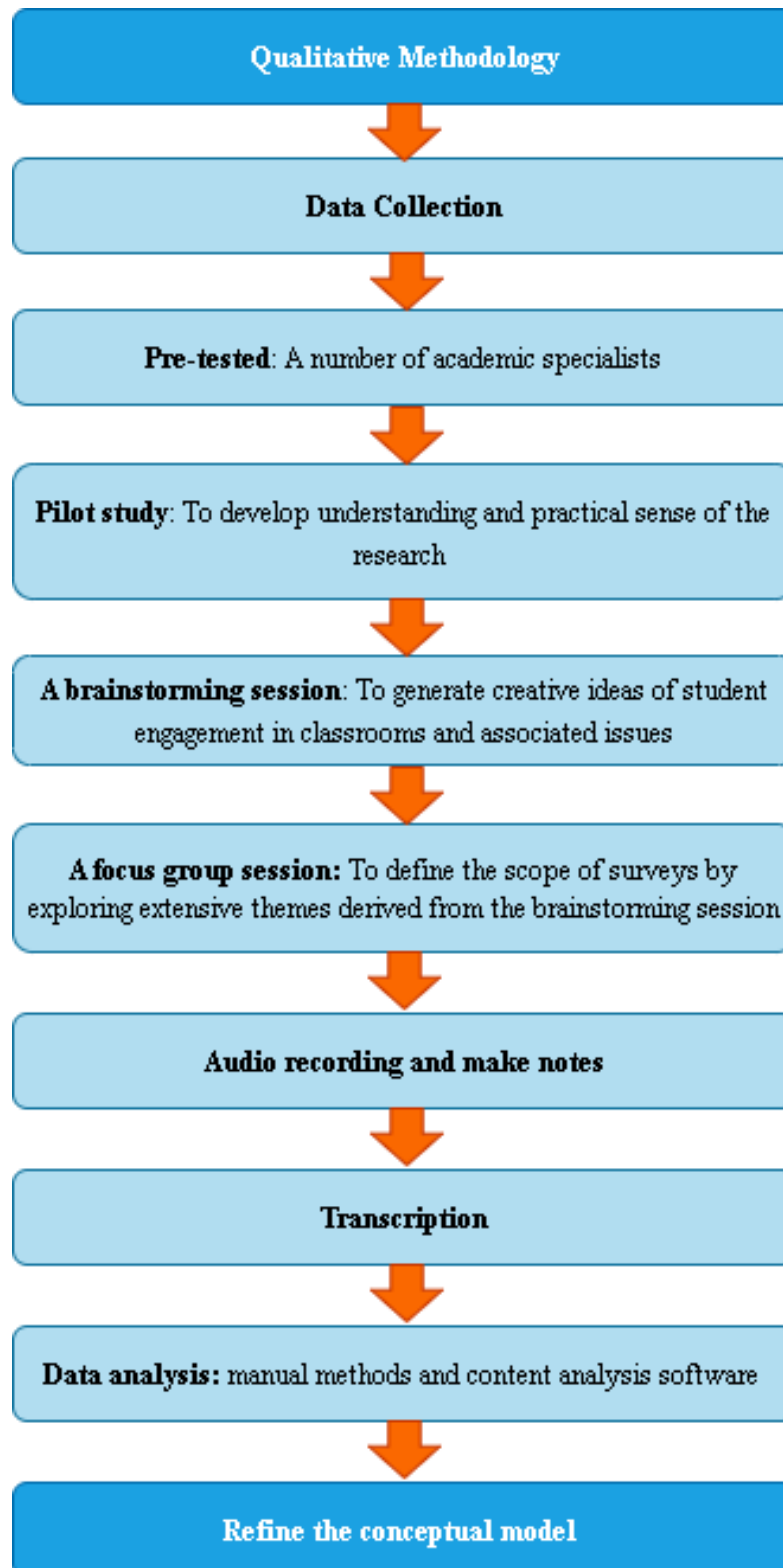 Qualitative Methodology
Data Collection
Pre-tested: A number of academic specialists
Pilot study: To develop understanding and practical sense of the
research
A brainstorming session: To generate creative ideas of student
engagement in classrooms and associated issues
A focus group session: To define the scope of surveys by
exploring extensive themes derived from the brainstorming session
Audio recording and make notes
Transcription
Data analysis: manual methods and content analysis software
Refine the conceptual model